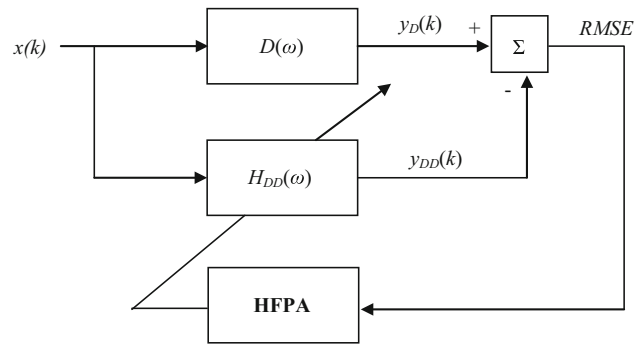 y_D(k)
+
RMSE
x(k)
D(ω)
Σ
-
y_DD(k)
H_DD(ω)
HFPA